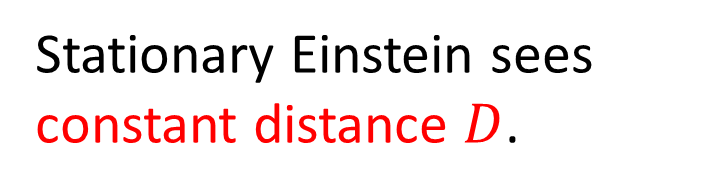 Stationary Einstein sees
constant distance D.